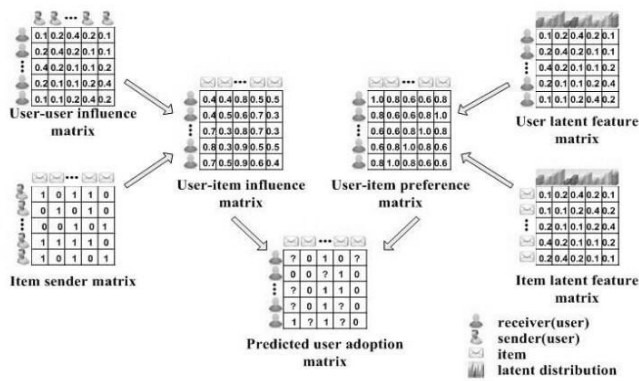 0.1 0.2 0.4 0.2 0.1
0.2 0.4 0.2 0.1 0.1
0.4 0.2 0.1 0.1 0.2
0.2 0.1 0.1 0.2 0.4
0.1 0.1 0.2 0.4 0.2
User-user influence
matrix
1 0 1 1 0
0 1 0 1 0
0 0 1 0 1
1 1 1 1 0
1 0 1 0 1
Item sender matrix
0.4 0.4 0.8 0.5 0.5
0.4 0.5 0.6 0.7 0.3
0.7 0.3 0.8 0.7 0.3
0.8 0.3 0.9 0.5 0.5
0.7 0.5 0.9 0.6 0.4
User-item influence
matrix
1.0 0.8 0.6 0.6 0.8
0.8 0.6 0.6 0.8 1.0
0.6 0.6 0.8 1.0 0.8
0.6 0.8 1.0 0.8 0.6
0.8 1.0 0.8 0.6 0.6
User-item preference
matrix
0.1 0.2 0.4 0.2 0.1
0.2 0.4 0.2 0.1 0.1
0.4 0.2 0.1 0.1 0.2
0.2 0.1 0.1 0.2 0.4
0.1 0.1 0.2 0.4 0.2
User latent feature
matrix
0.1 0.2 0.4 0.2 0.1
0.1 0.1 0.2 0.4 0.2
0.2 0.1 0.1 0.2 0.4
0.4 0.2 0.1 0.1 0.2
0.2 0.4 0.2 0.1 0.1
Item latent feature
matrix
? 0 1 0 ?
0 ? 0 1 0
? 0 1 1 0
0 1 ? 0 0
1 ? 1 ? 0
Predicted user adoption
matrix
receiver(user)
sender(user)
item
latent distribution